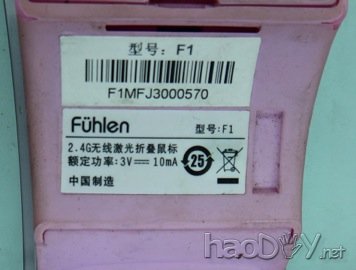 型号: F1
F1MFJ3000570
Fühlen 型号:F1
2.4G无线激光折叠鼠标
额定功率:3V⎓10mA
25
中国制造
haoDIY.net